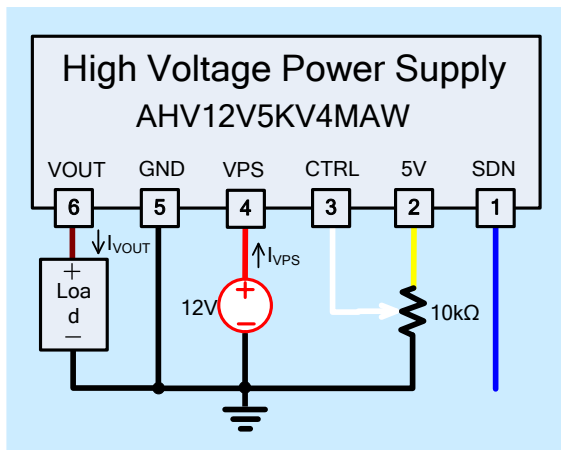 High Voltage Power Supply
AHV12V5KV4MAW
VOUT GND VPS CTRL 5V SDN
6 5 4 3 2 1
IVOUT
IVPS
+
Loa
d
−
12V
+
−
10kΩ